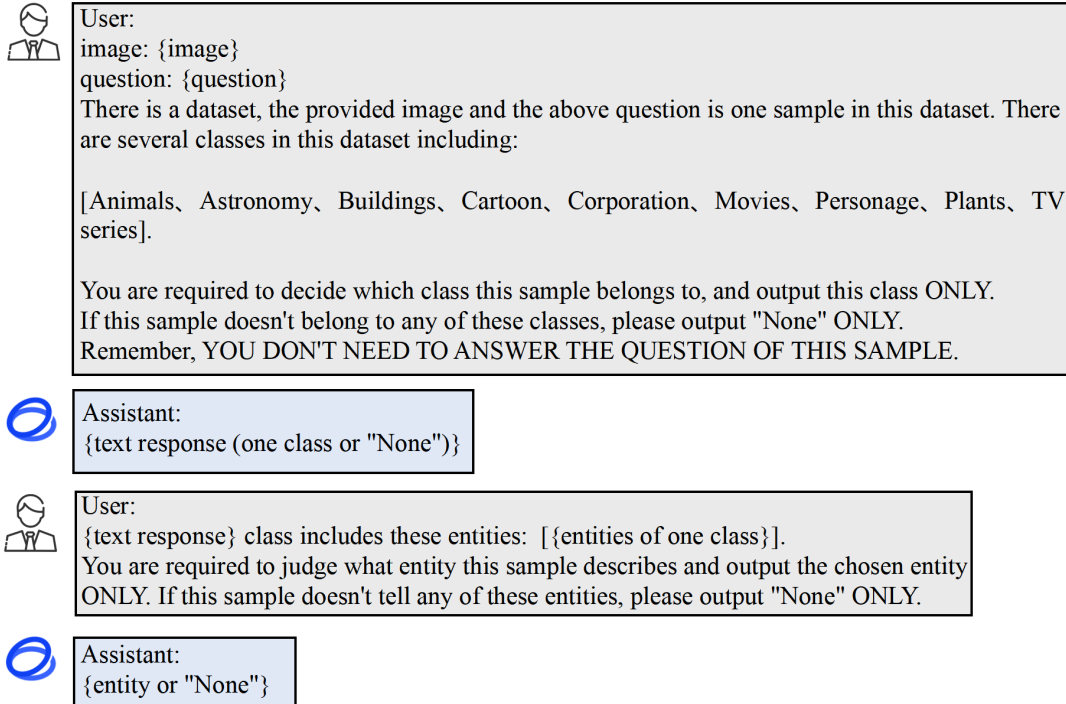 User:
image: {image}
question: {question}
There is a dataset, the provided image and the above question is one sample in this dataset. There
are several classes in this dataset including:
[Animals、Astronomy、Buildings、Cartoon、Corporation、Movies、Personage、Plants、TV
series].
You are required to decide which class this sample belongs to, and output this class ONLY.
If this sample doesn't belong to any of these classes, please output "None" ONLY.
Remember, YOU DON'T NEED TO ANSWER THE QUESTION OF THIS SAMPLE.
Assistant:
{text response (one class or "None")}
User:
{text response} class includes these entities: [{entities of one class}].
You are required to judge what entity this sample describes and output the chosen entity
ONLY. If this sample doesn't tell any of these entities, please output "None" ONLY.
Assistant:
{entity or "None"}